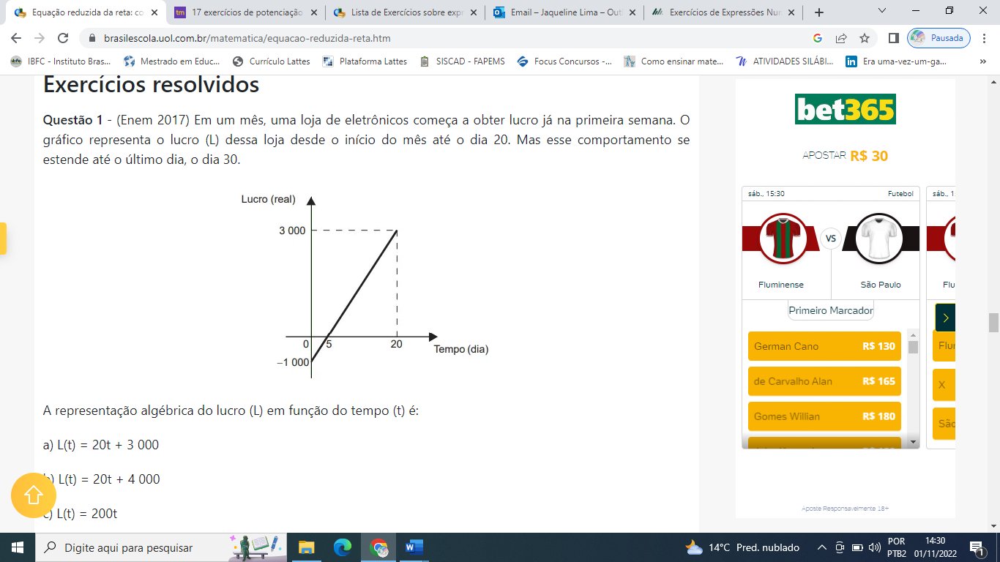 Equação reduzida da reta: co
17 exercícios de potenciação
Lista de Exercícios sobre expr
Email – Jaqueline Lima – Out
Exercícios de Expressões Nur
brasilescola.uol.com.br/matematica/equacao-reduzida-reta.htm
Pausada
IBFC - Instituto Bras...
Mestrado em Educ...
Currículo Lattes
Plataforma Lattes
SISCAD - FAPEMS
Focus Concursos -...
Como ensinar mate...
ATIVIDADES SILÁBI...
Era uma-vez-um-ga...
Exercícios resolvidos
Questão 1 - (Enem 2017) Em um mês, uma loja de eletrônicos começa a obter lucro já na primeira semana. O
gráfico representa o lucro (L) dessa loja desde o início do mês até o dia 20. Mas esse comportamento se
estende até o último dia, o dia 30.
Lucro (real)
3 000
0 5 20
Tempo (dia)
–1 000
A representação algébrica do lucro (L) em função do tempo (t) é:
a) L(t) = 20t + 3 000
b) L(t) = 20t + 4 000
c) L(t) = 200t
bet365
APOSTAR R$ 30
sáb., 15:30 Futebol
VS
Fluminense São Paulo
Primeiro Marcador
German Cano R$ 130
de Carvalho Alan R$ 165
Gomes Willian R$ 180
sáb., 1
Flu
Flu
X
São
Aposte Responsavelmente 18+
Digite aqui para pesquisar
14°C Pred. nublado
POR
PTB2
14:30
01/11/2022
1